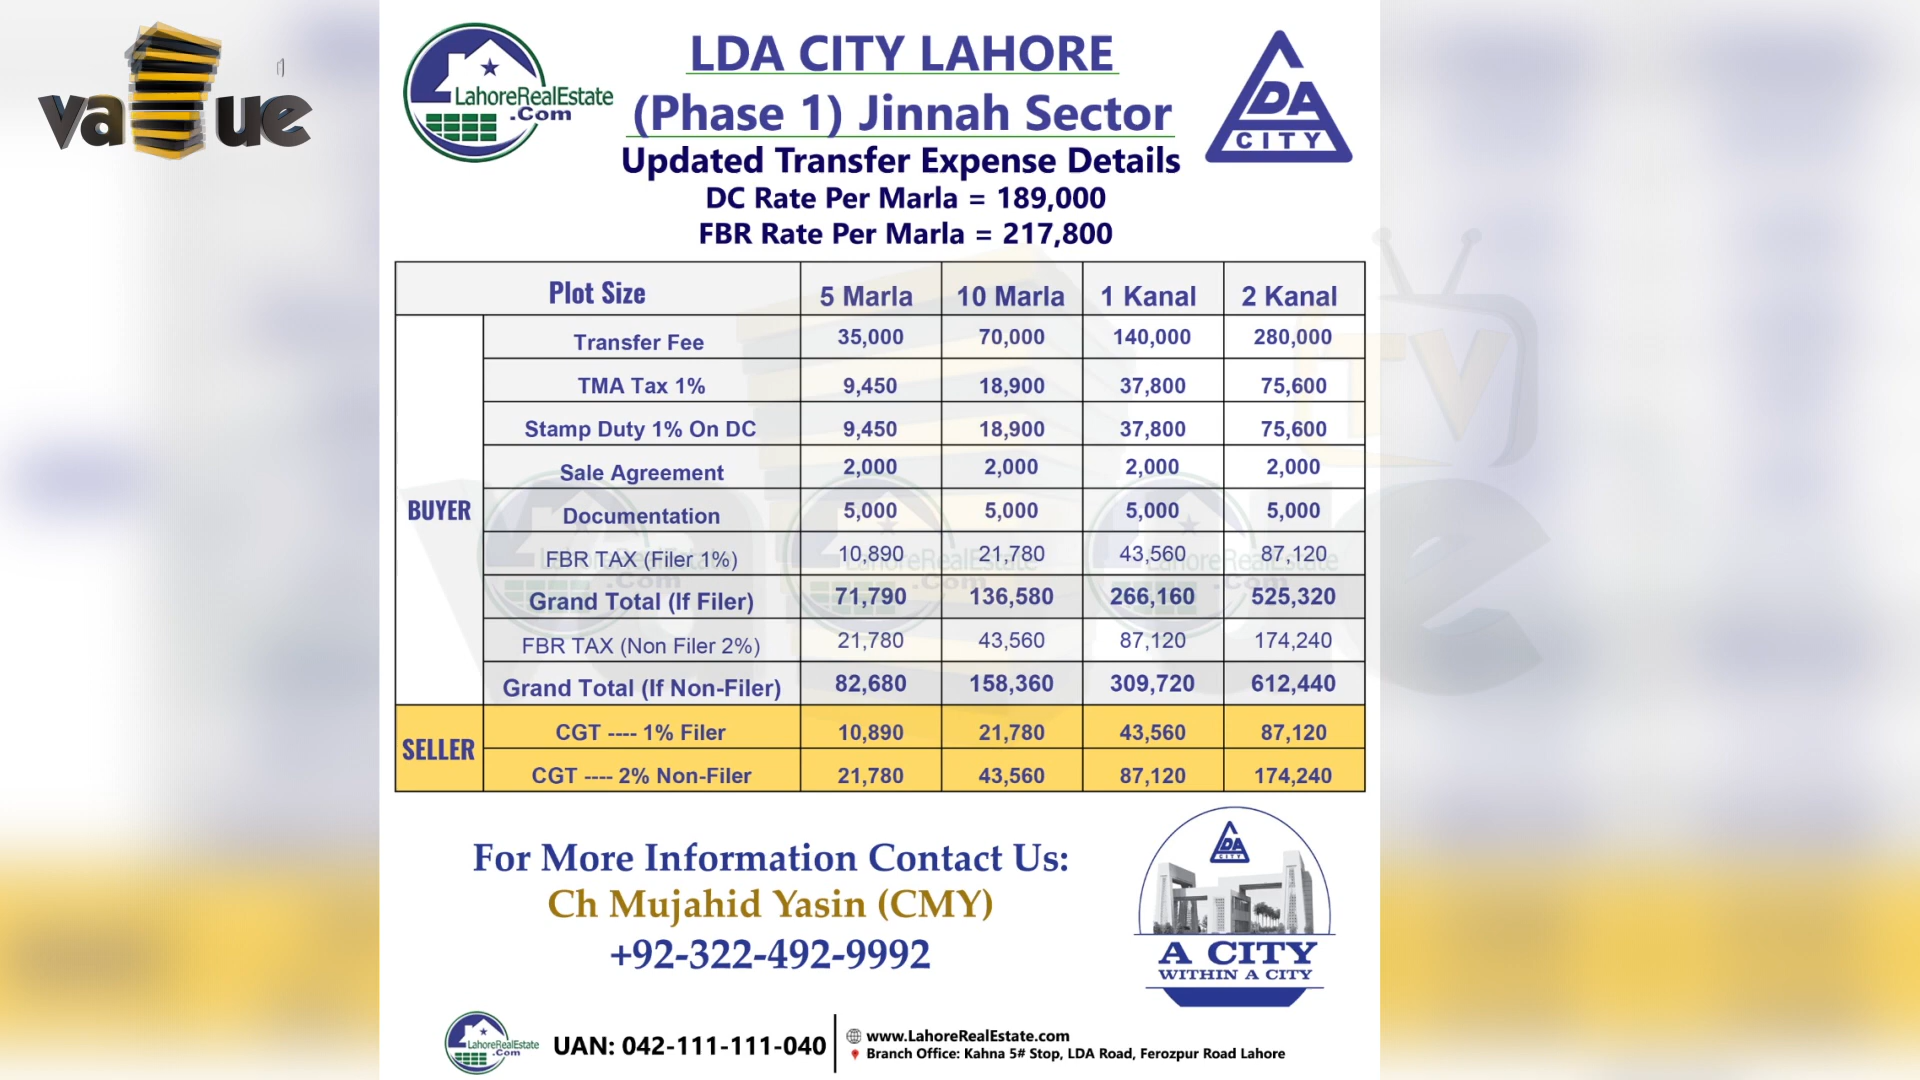 value
LahoreRealEstate
.Com
LDA CITY LAHORE
(Phase 1) Jinnah Sector
Updated Transfer Expense Details
DC Rate Per Marla = 189,000
FBR Rate Per Marla = 217,800
LDA
CITY
Plot Size 5 Marla 10 Marla 1 Kanal 2 Kanal
BUYER
Transfer Fee 35,000 70,000 140,000 280,000
TMA Tax 1% 9,450 18,900 37,800 75,600
Stamp Duty 1% On DC 9,450 18,900 37,800 75,600
Sale Agreement 2,000 2,000 2,000 2,000
Documentation 5,000 5,000 5,000 5,000
FBR TAX (Filer 1%) 10,890 21,780 43,560 87,120
Grand Total (If Filer) 71,790 136,580 266,160 525,320
FBR TAX (Non Filer 2%) 21,780 43,560 87,120 174,240
Grand Total (If Non-Filer) 82,680 158,360 309,720 612,440
SELLER
CGT ---- 1% Filer 10,890 21,780 43,560 87,120
CGT ---- 2% Non-Filer 21,780 43,560 87,120 174,240
TV
For More Information Contact Us:
Ch Mujahid Yasin (CMY)
+92-322-492-9992
LDA
CITY
A CITY
WITHIN A CITY
LahoreRealEstate
.Com
UAN: 042-111-111-040
www.LahoreRealEstate.com
Branch Office: Kahna 5# Stop, LDA Road, Ferozpur Road Lahore